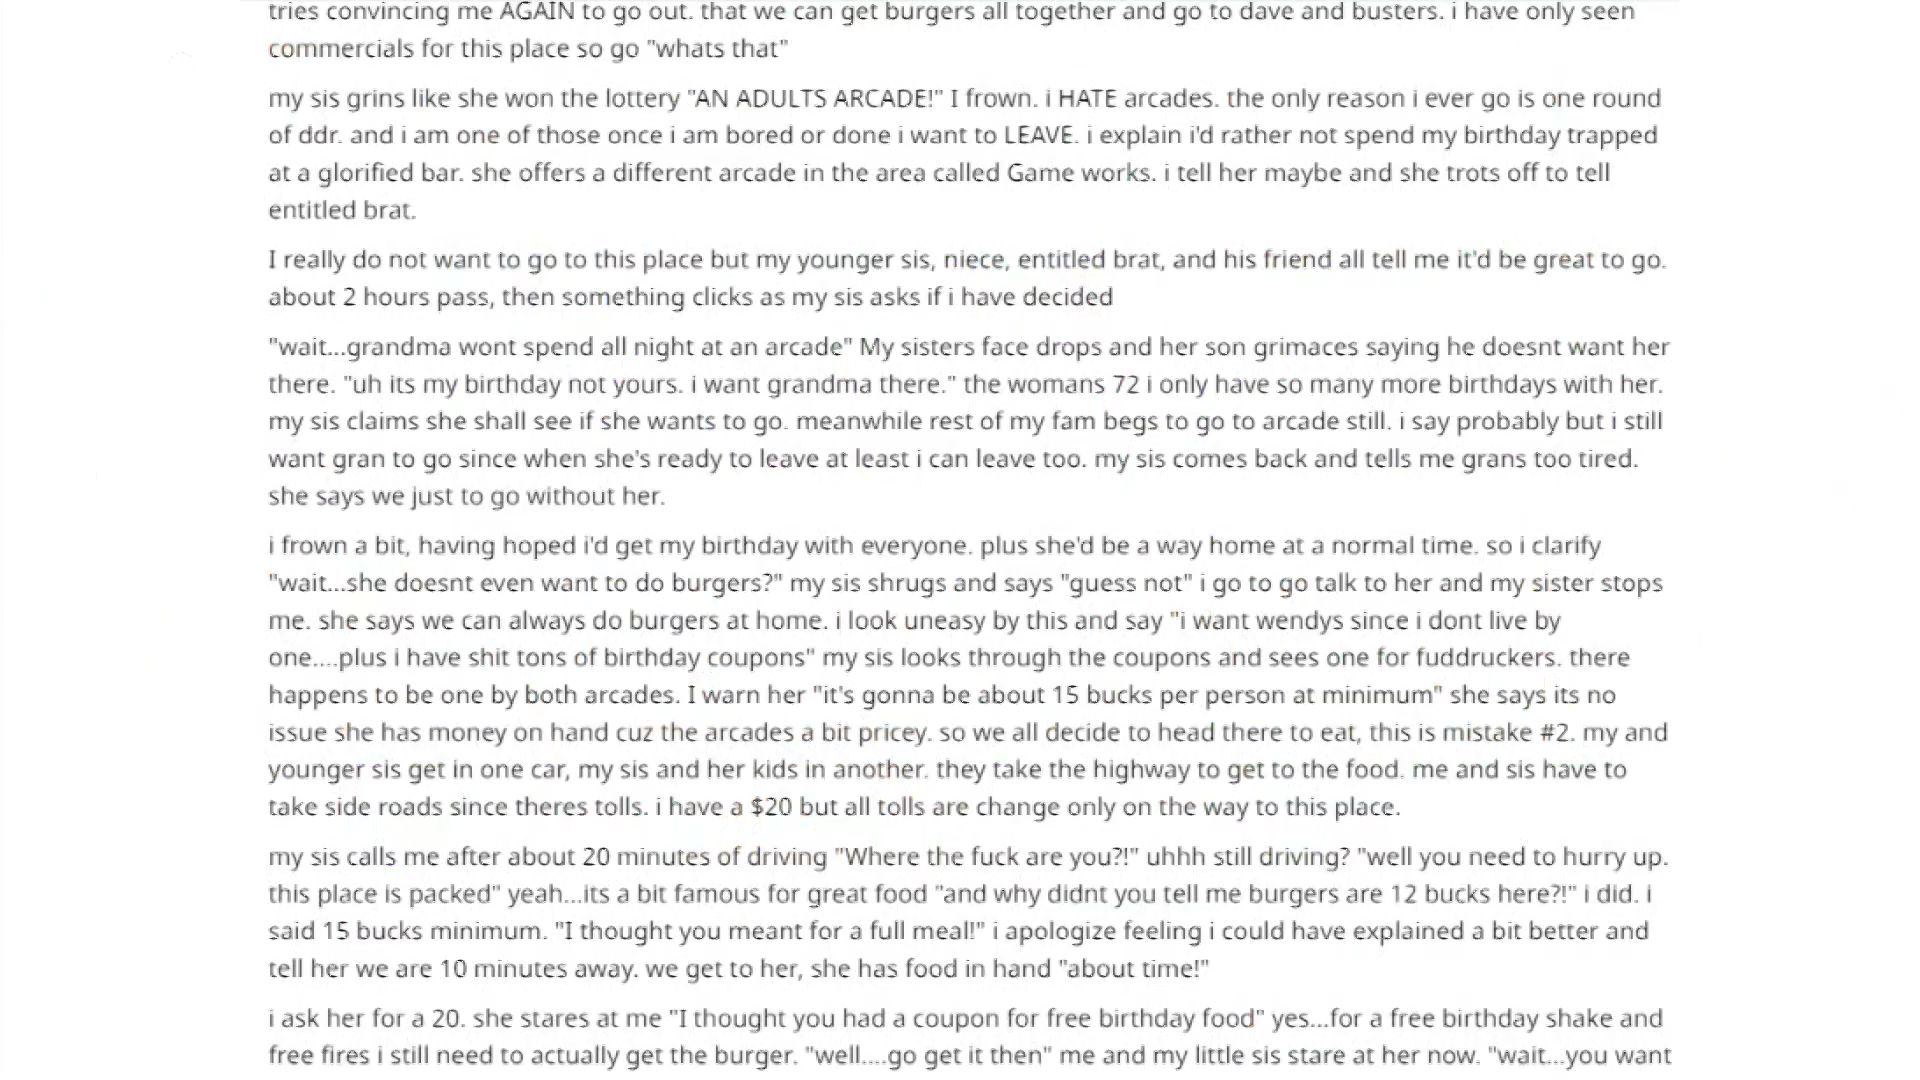 tries convincing me AGAIN to go out. that we can get burgers all together and go to dave and busters. i have only seen
commercials for this place so go "whats that"
my sis grins like she won the lottery "AN ADULTS ARCADE!" I frown. i HATE arcades. the only reason i ever go is one round
of ddr. and i am one of those once i am bored or done i want to LEAVE. i explain i'd rather not spend my birthday trapped
at a glorified bar. she offers a different arcade in the area called Game works. i tell her maybe and she trots off to tell
entitled brat.
I really do not want to go to this place but my younger sis, niece, entitled brat, and his friend all tell me it'd be great to go.
about 2 hours pass, then something clicks as my sis asks if i have decided
"wait...grandma wont spend all night at an arcade" My sisters face drops and her son grimaces saying he doesnt want her
there. "uh its my birthday not yours. i want grandma there." the womans 72 i only have so many more birthdays with her.
my sis claims she shall see if she wants to go. meanwhile rest of my fam begs to go to arcade still. i say probably but i still
want gran to go since when she's ready to leave at least i can leave too. my sis comes back and tells me grans too tired.
she says we just to go without her.
i frown a bit, having hoped i'd get my birthday with everyone. plus she'd be a way home at a normal time. so i clarify
"wait...she doesnt even want to do burgers?" my sis shrugs and says "guess not" i go to go talk to her and my sister stops
me. she says we can always do burgers at home. i look uneasy by this and say "i want wendys since i dont live by
one....plus i have shit tons of birthday coupons" my sis looks through the coupons and sees one for fuddruckers. there
happens to be one by both arcades. I warn her "it's gonna be about 15 bucks per person at minimum" she says its no
issue she has money on hand cuz the arcades a bit pricey. so we all decide to head there to eat, this is mistake #2. my and
younger sis get in one car, my sis and her kids in another. they take the highway to get to the food. me and sis have to
take side roads since theres tolls. i have a $20 but all tolls are change only on the way to this place.
my sis calls me after about 20 minutes of driving "Where the fuck are you?!" uhhh still driving? "well you need to hurry up.
this place is packed" yeah...its a bit famous for great food "and why didnt you tell me burgers are 12 bucks here?!" i did. i
said 15 bucks minimum. "I thought you meant for a full meal!" i apologize feeling i could have explained a bit better and
tell her we are 10 minutes away. we get to her, she has food in hand "about time!"
i ask her for a 20. she stares at me "I thought you had a coupon for free birthday food" yes...for a free birthday shake and
free fires i still need to actually get the burger. "well....go get it then" me and my little sis stare at her now. "wait...you want